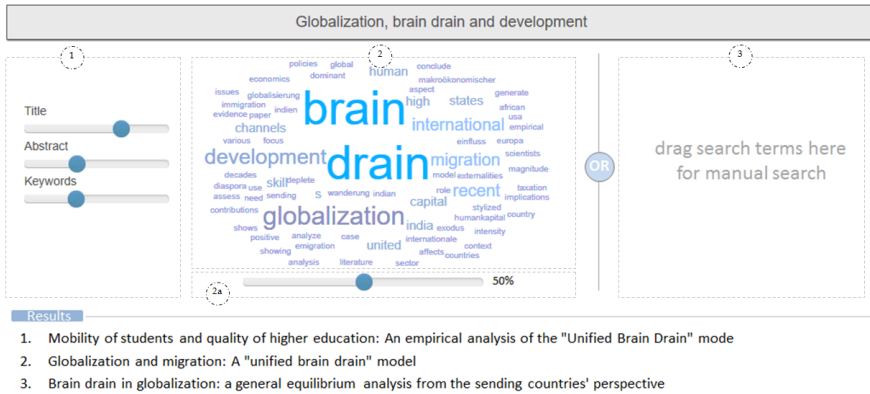 Globalization, brain drain and development
1
Title
Abstract
Keywords
2
policies global conclude
economics dominant human makroökonomischer
issues globalisierung brain aspect generate
immigration indien high states african
evidence paper international usa
channels empirical
various focus einfluss europa
development drain migration scientists
decades skill deplete model externalities magnitude
diaspora use role recent taxation
assess need sending s wanderung indian implications
contributions capital stylized
globalization humankapital country
shows india exodus intensity
positive analyze case internationale
showing emigration united context
affects countries
analysis literature sector
2a
50%
OR
3
drag search terms here
for manual search
Results
1. Mobility of students and quality of higher education: An empirical analysis of the "Unified Brain Drain" mode
2. Globalization and migration: A "unified brain drain" model
3. Brain drain in globalization: a general equilibrium analysis from the sending countries' perspective